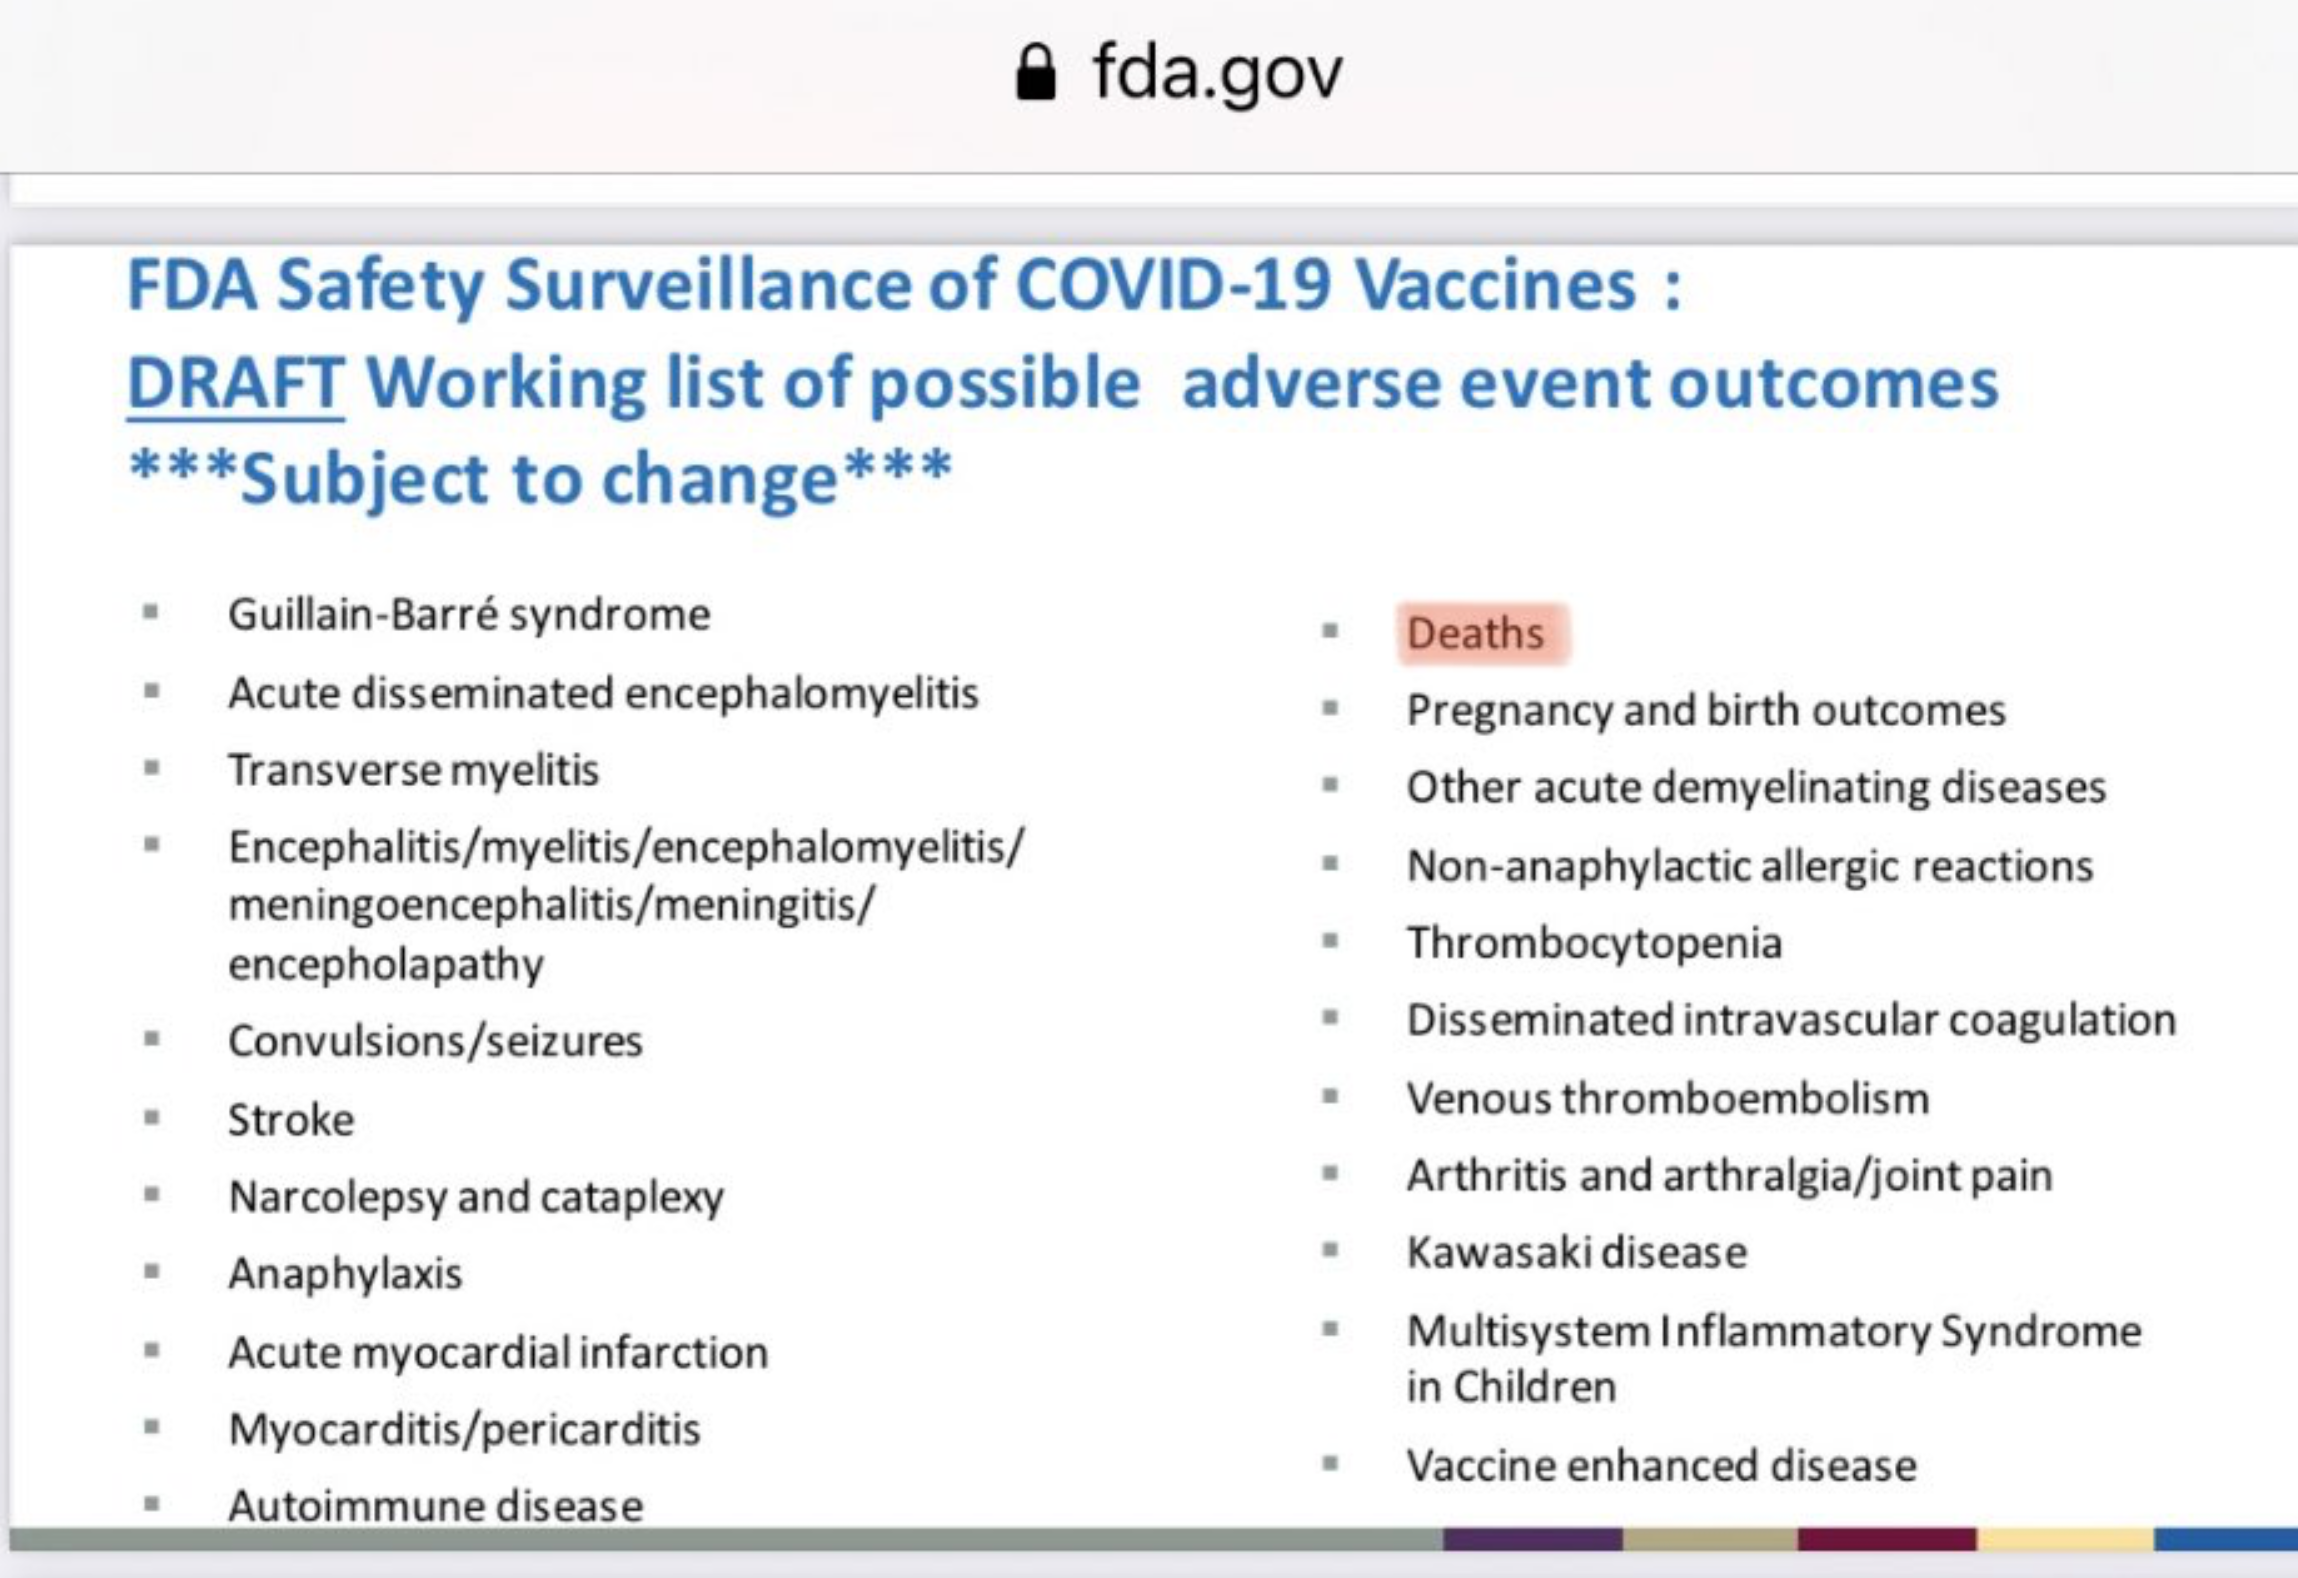 fda.gov
FDA Safety Surveillance of COVID-19 Vaccines :
DRAFT Working list of possible adverse event outcomes
***Subject to change***
Guillain-Barré syndrome
Acute disseminated encephalomyelitis
Transverse myelitis
Encephalitis/myelitis/encephalomyelitis/
meningoencephalitis/meningitis/
encepholapathy
Convulsions/seizures
Stroke
Narcolepsy and cataplexy
Anaphylaxis
Acute myocardial infarction
Myocarditis/pericarditis
Autoimmune disease
Deaths
Pregnancy and birth outcomes
Other acute demyelinating diseases
Non-anaphylactic allergic reactions
Thrombocytopenia
Disseminated intravascular coagulation
Venous thromboembolism
Arthritis and arthralgia/joint pain
Kawasaki disease
Multisystem Inflammatory Syndrome
in Children
Vaccine enhanced disease